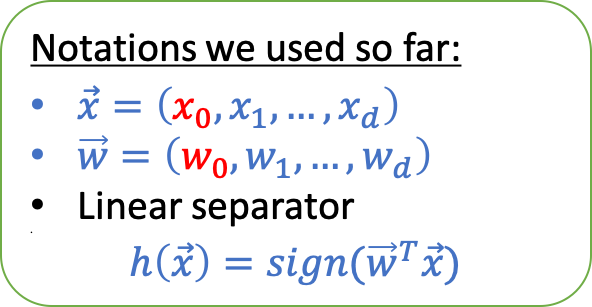 Notations we used so far:
• x⃗ = (x₀, x₁, … , x_d)
• w⃗ = (w₀, w₁, … , w_d)
• Linear separator
h(x⃗) = sign(w⃗ᵀx⃗)